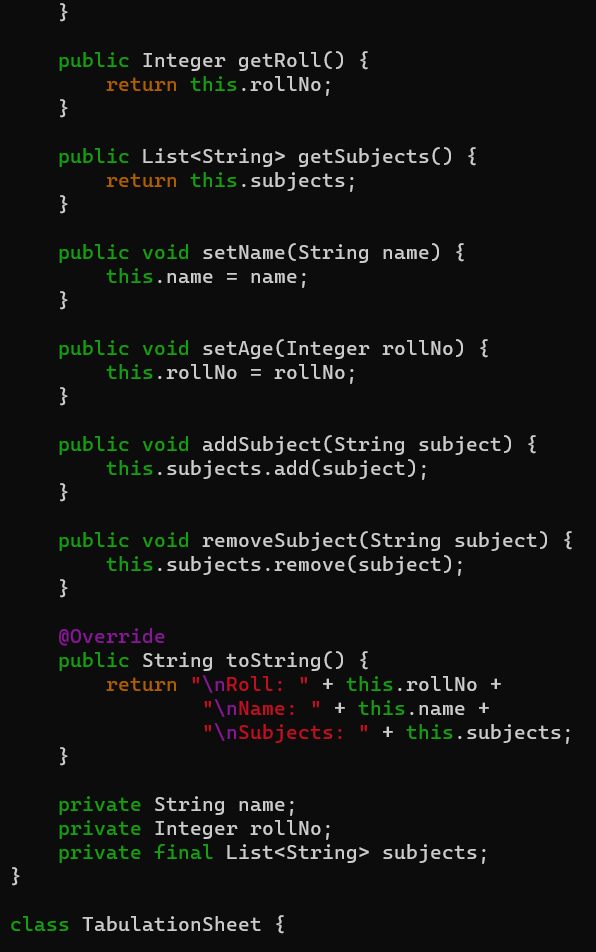 }

    public Integer getRoll() {
        return this.rollNo;
    }

    public List<String> getSubjects() {
        return this.subjects;
    }

    public void setName(String name) {
        this.name = name;
    }

    public void setAge(Integer rollNo) {
        this.rollNo = rollNo;
    }

    public void addSubject(String subject) {
        this.subjects.add(subject);
    }

    public void removeSubject(String subject) {
        this.subjects.remove(subject);
    }

    @Override
    public String toString() {
        return "\nRoll: " + this.rollNo +
                "\nName: " + this.name +
                "\nSubjects: " + this.subjects;
    }

    private String name;
    private Integer rollNo;
    private final List<String> subjects;
}

class TabulationSheet {